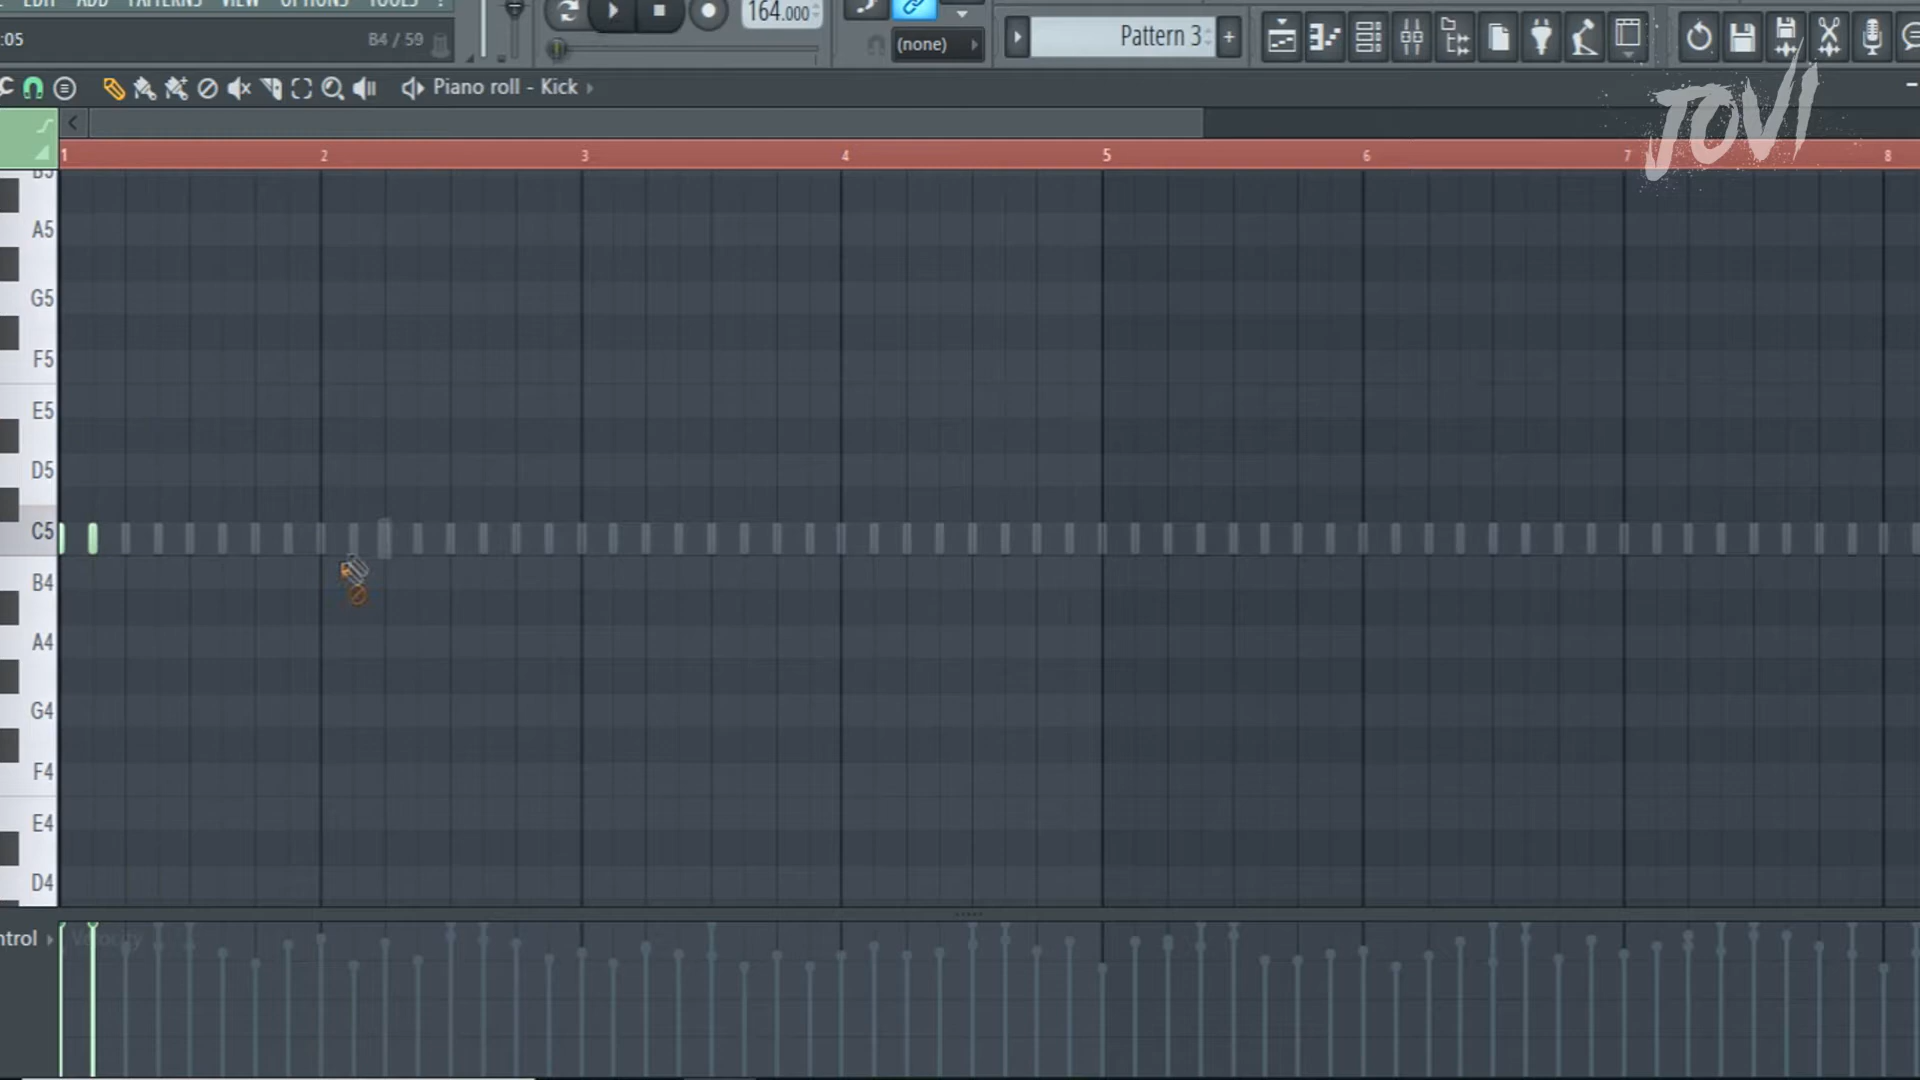 EDIT ADD PATTERNS VIEW OPTIONS TOOLS ?
:05
B4 / 59
164.000
(none)
Pattern 3
+
Piano roll - Kick
JOVI
1 2 3 4 5 6 7 8
B5
A5
G5
F5
E5
D5
C5
B4
A4
G4
F4
E4
D4
ntrol
Velocity